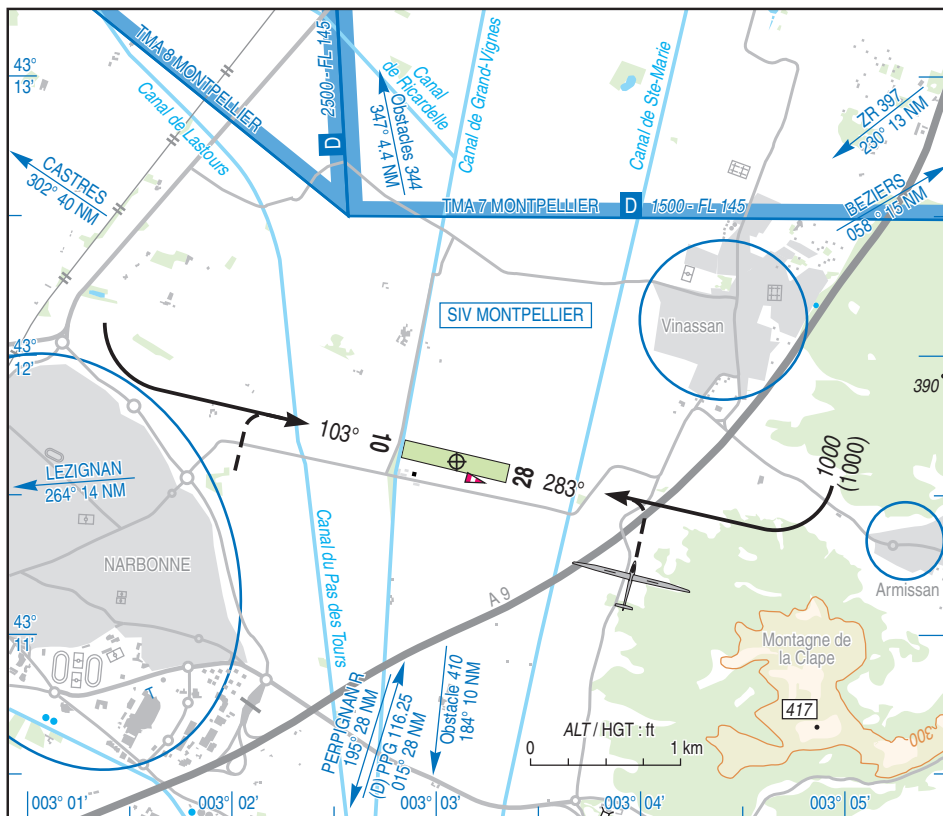 43°
13'
TMA 8 MONTPELLIER
2500 - FL 145
D
Canal de Lastours
Obstacles 344
347° 4.4 NM
Canal
de Ricardelle
Canal de Grand-Vignes
Canal de Ste-Marie
ZR 397
230° 13 NM
CASTRES
302° 40 NM
TMA 7 MONTPELLIER
D
1500 - FL 145
BEZIERS
058° 15 NM
SIV MONTPELLIER
Vinassan
43°
12'
390
103°
10
28
283°
1000
(1000)
LEZIGNAN
264° 14 NM
NARBONNE
Canal du Pas des Tours
A 9
Armissan
43°
11'
Montagne de
la Clape
417
300
PERPIGNAN R
195° 28 NM
(D) PPG 116.25
015° 28 NM
Obstacle 410
184° 10 NM
ALT / HGT : ft
0
1 km
003° 01'
003° 02'
003° 03'
003° 04'
003° 05'